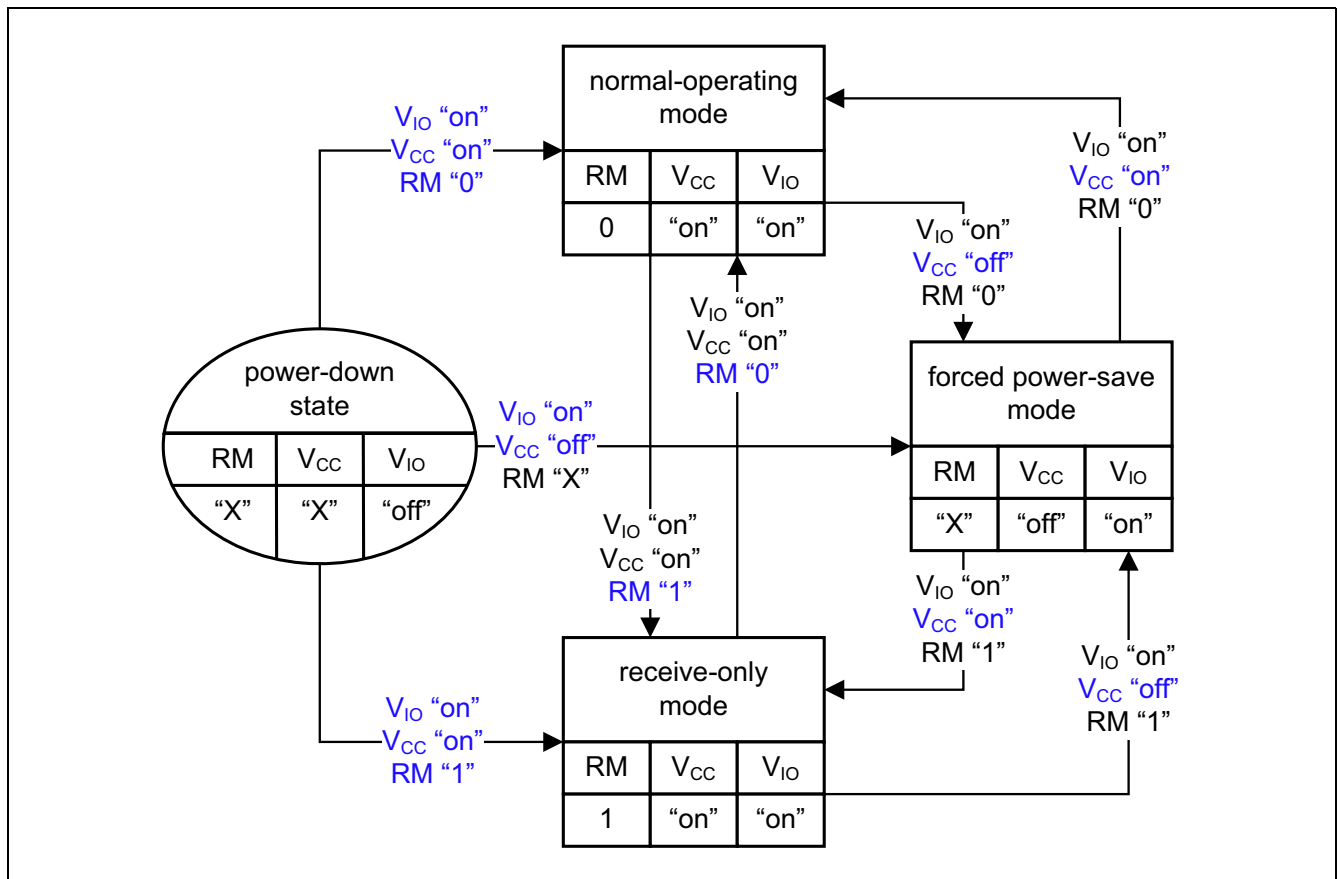 normal-operating
mode
RM VCC VIO
0 “on” “on”
VIO “on”
VCC “on”
RM “0”
VIO “on”
VCC “on”
RM “0”
VIO “on”
VCC “off”
RM “0”
VIO “on”
VCC “on”
RM “0”
power-down
state
RM VCC VIO
“X” “X” “off”
VIO “on”
VCC “off”
RM “X”
forced power-save
mode
RM VCC VIO
“X” “off” “on”
VIO “on”
VCC “on”
RM “1”
VIO “on”
VCC “on”
RM “1”
VIO “on”
VCC “off”
RM “1”
VIO “on”
VCC “on”
RM “1”
receive-only
mode
RM VCC VIO
1 “on” “on”